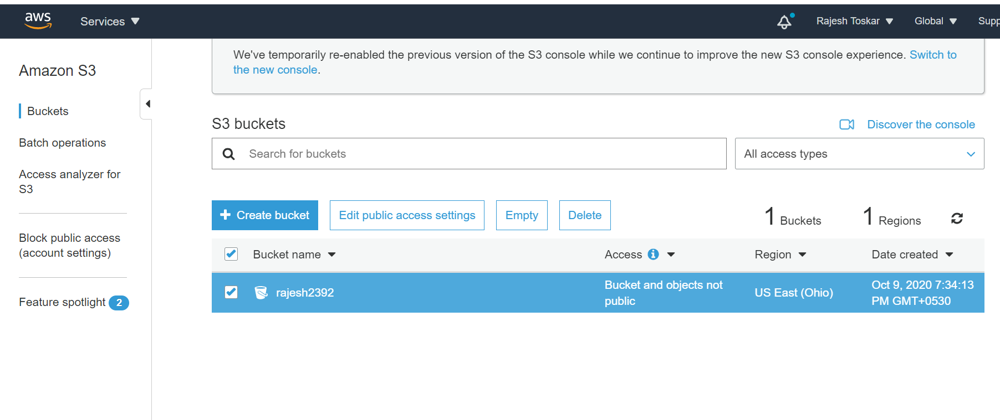 aws
Services
Rajesh Toskar
Global
Supp
Amazon S3
Buckets
Batch operations
Access analyzer for
S3
Block public access
(account settings)
Feature spotlight 2
We've temporarily re-enabled the previous version of the S3 console while we continue to improve the new S3 console experience. Switch to
the new console.
S3 buckets
Discover the console
Search for buckets
All access types
Create bucket
Edit public access settings
Empty
Delete
1 Buckets
1 Regions
Bucket name
Access
Region
Date created
rajesh2392
Bucket and objects not
public
US East (Ohio)
Oct 9, 2020 7:34:13
PM GMT+0530